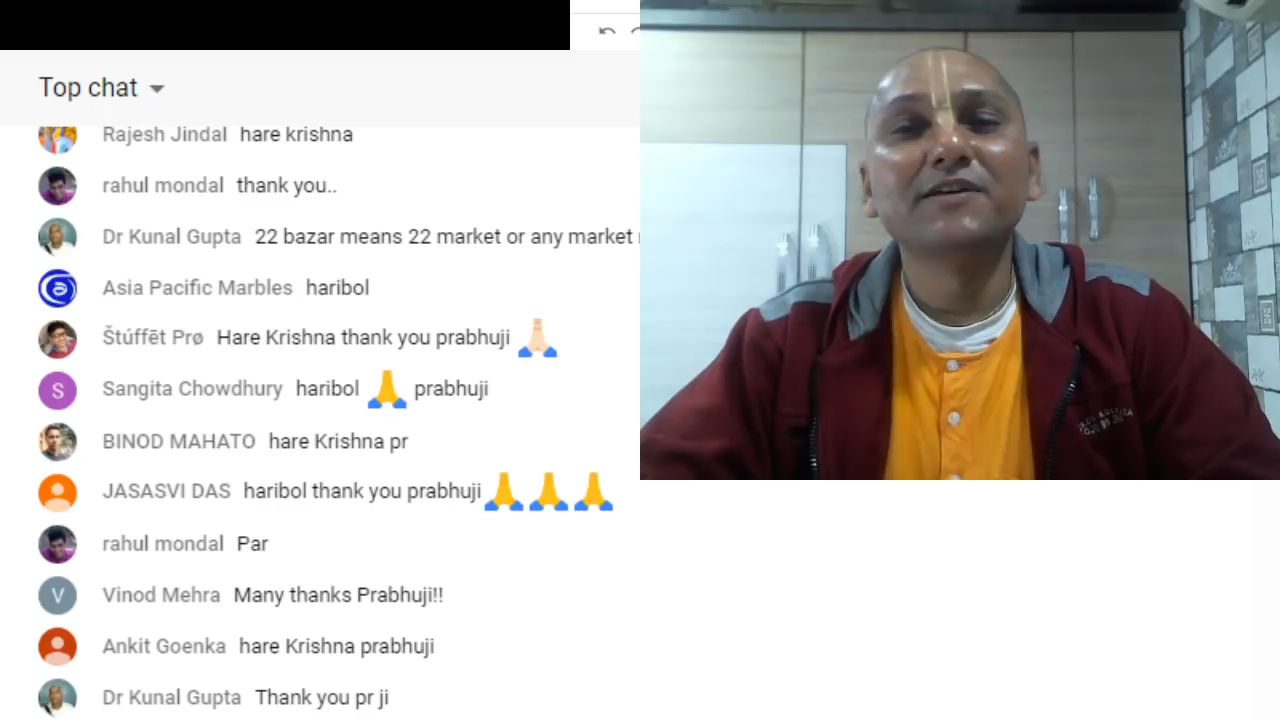 Top chat
Rajesh Jindal hare krishna
rahul mondal thank you..
Dr Kunal Gupta 22 bazar means 22 market or any market
Asia Pacific Marbles haribol
Štúffēt Prø Hare Krishna thank you prabhuji 🙏🏻
Sangita Chowdhury haribol 🙏 prabhuji
S
BINOD MAHATO hare Krishna pr
JASASVI DAS haribol thank you prabhuji🙏🙏🙏
rahul mondal Par
V
Vinod Mehra Many thanks Prabhuji!!
Ankit Goenka hare Krishna prabhuji
Dr Kunal Gupta Thank you pr ji